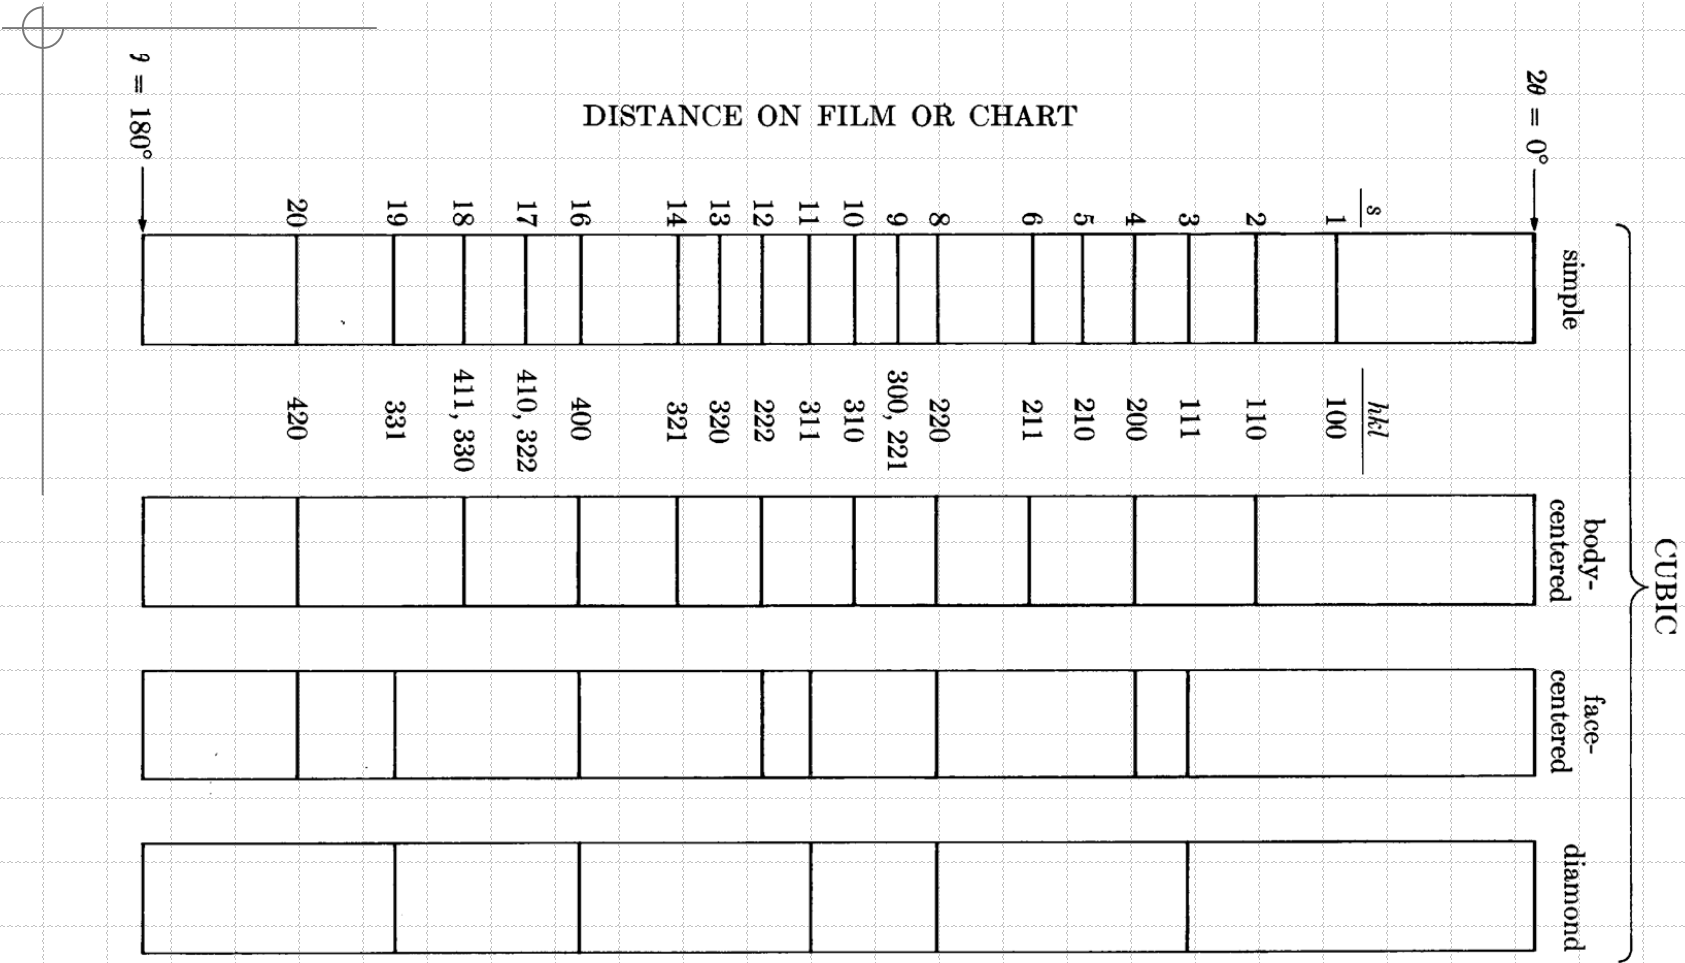 DISTANCE ON FILM OR CHART
= 180°
2θ = 0°
20 19 18 17 16 14 13 12 11 10 9 8 6 5 4 3 2 1 s
simple
420 331 411, 330 410, 322 400 321 320 222 311 310 300, 221 220 211 210 200 111 110 100 hkl
body-
centered
face-
centered
diamond
CUBIC